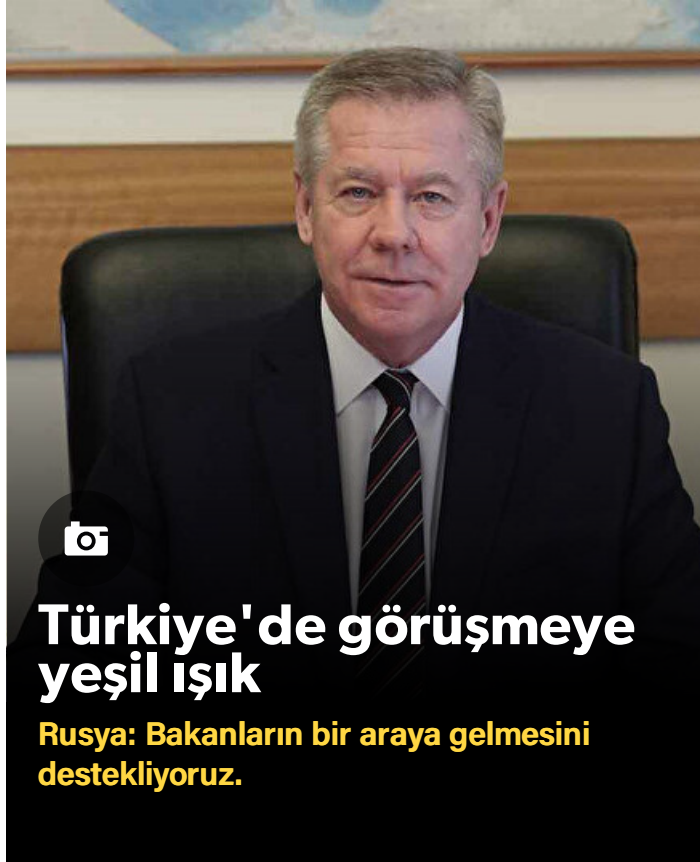 Türkiye'de görüşmeye
yeşil ışık
Rusya: Bakanların bir araya gelmesini
destekliyoruz.